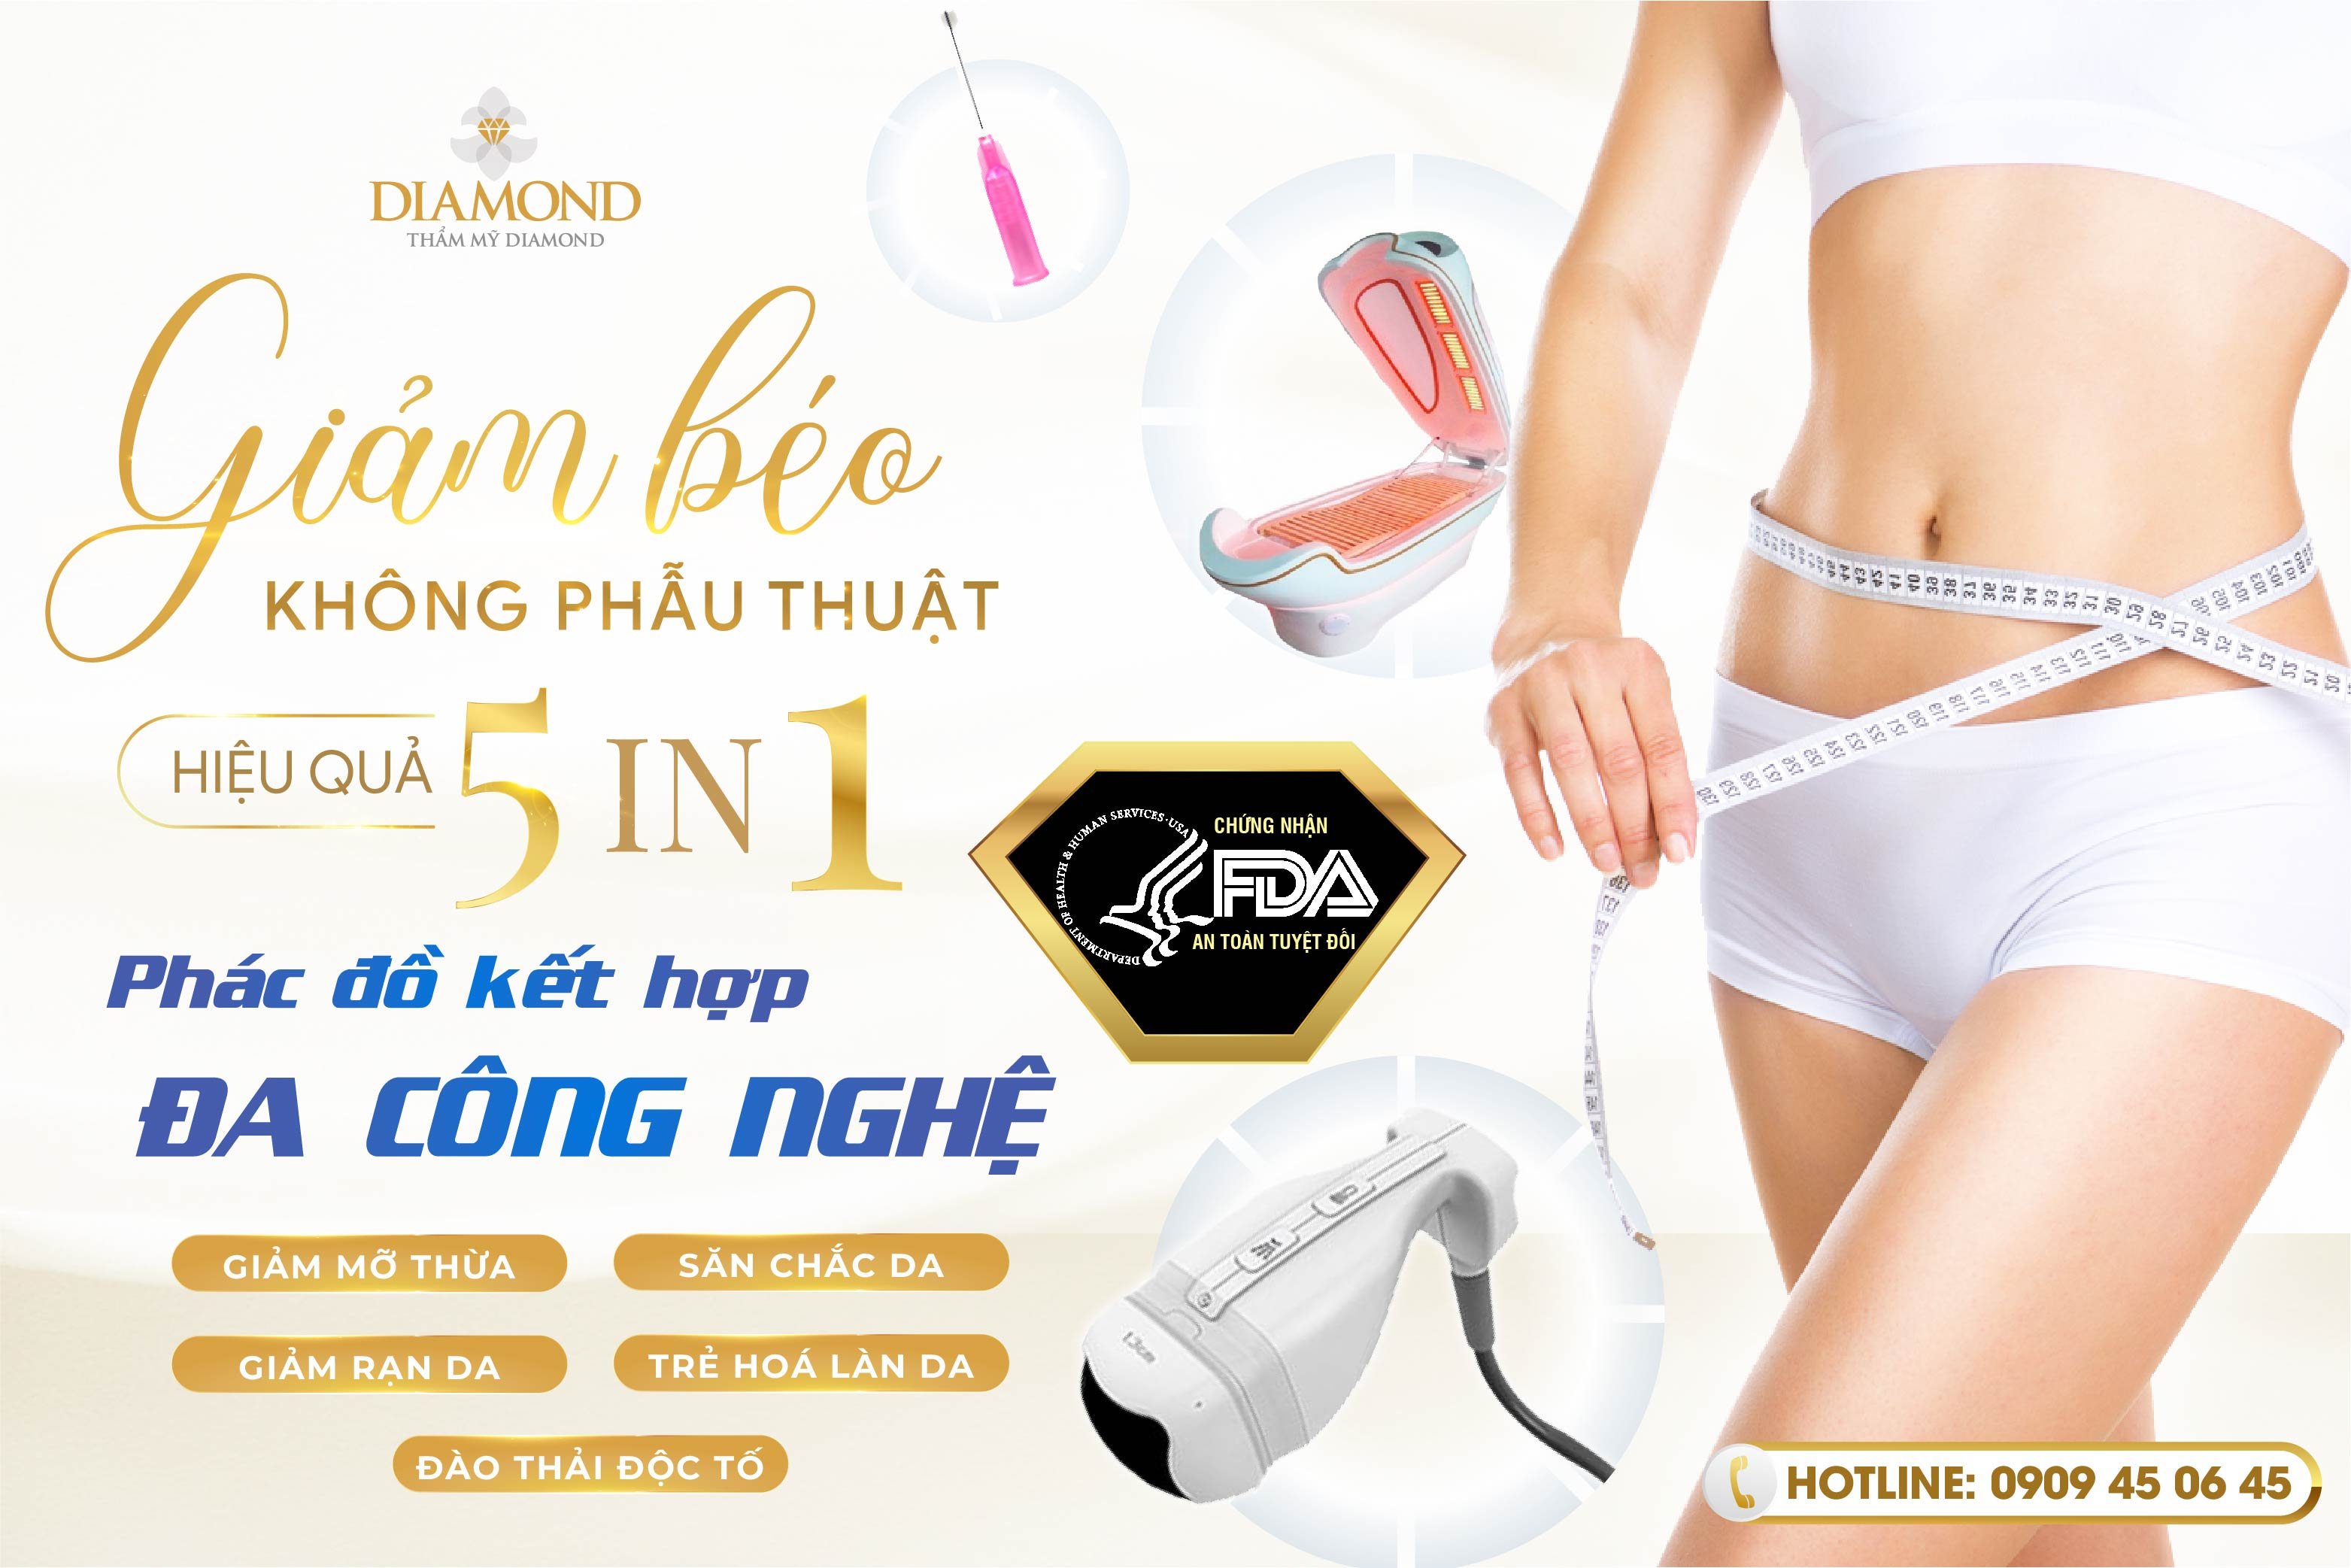 DIAMOND
THẨM MỸ DIAMOND
Giảm béo
KHÔNG PHẪU THUẬT
HIỆU QUẢ 5 IN 1
DEPARTMENT OF HEALTH & HUMAN SERVICES·USA
CHỨNG NHẬN
FDA
AN TOÀN TUYỆT ĐỐI
Phác đồ kết hợp
ĐA CÔNG NGHỆ
GIẢM MỠ THỪA
SĂN CHẮC DA
GIẢM RẠN DA
TRẺ HOÁ LÀN DA
ĐÀO THẢI ĐỘC TỐ
1.3cm
HOTLINE: 0909 45 06 45